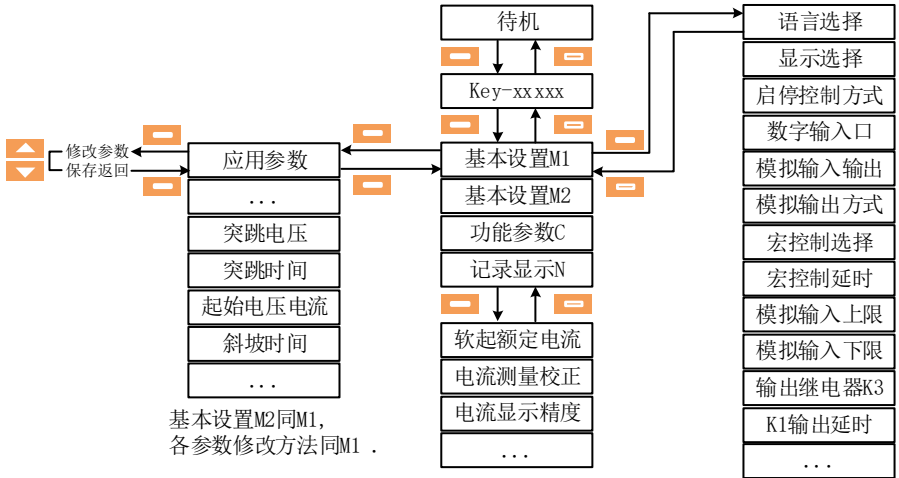 待机
Key-xxxxx
基本设置M1
基本设置M2
功能参数C
记录显示N
软起额定电流
电流测量校正
电流显示精度
...
修改参数
保存返回
应用参数
...
突跳电压
突跳时间
起始电压电流
斜坡时间
...
基本设置M2同M1,
各参数修改方法同M1 .
语言选择
显示选择
启停控制方式
数字输入口
模拟输入输出
模拟输出方式
宏控制选择
宏控制延时
模拟输入上限
模拟输入下限
输出继电器K3
K1输出延时
...